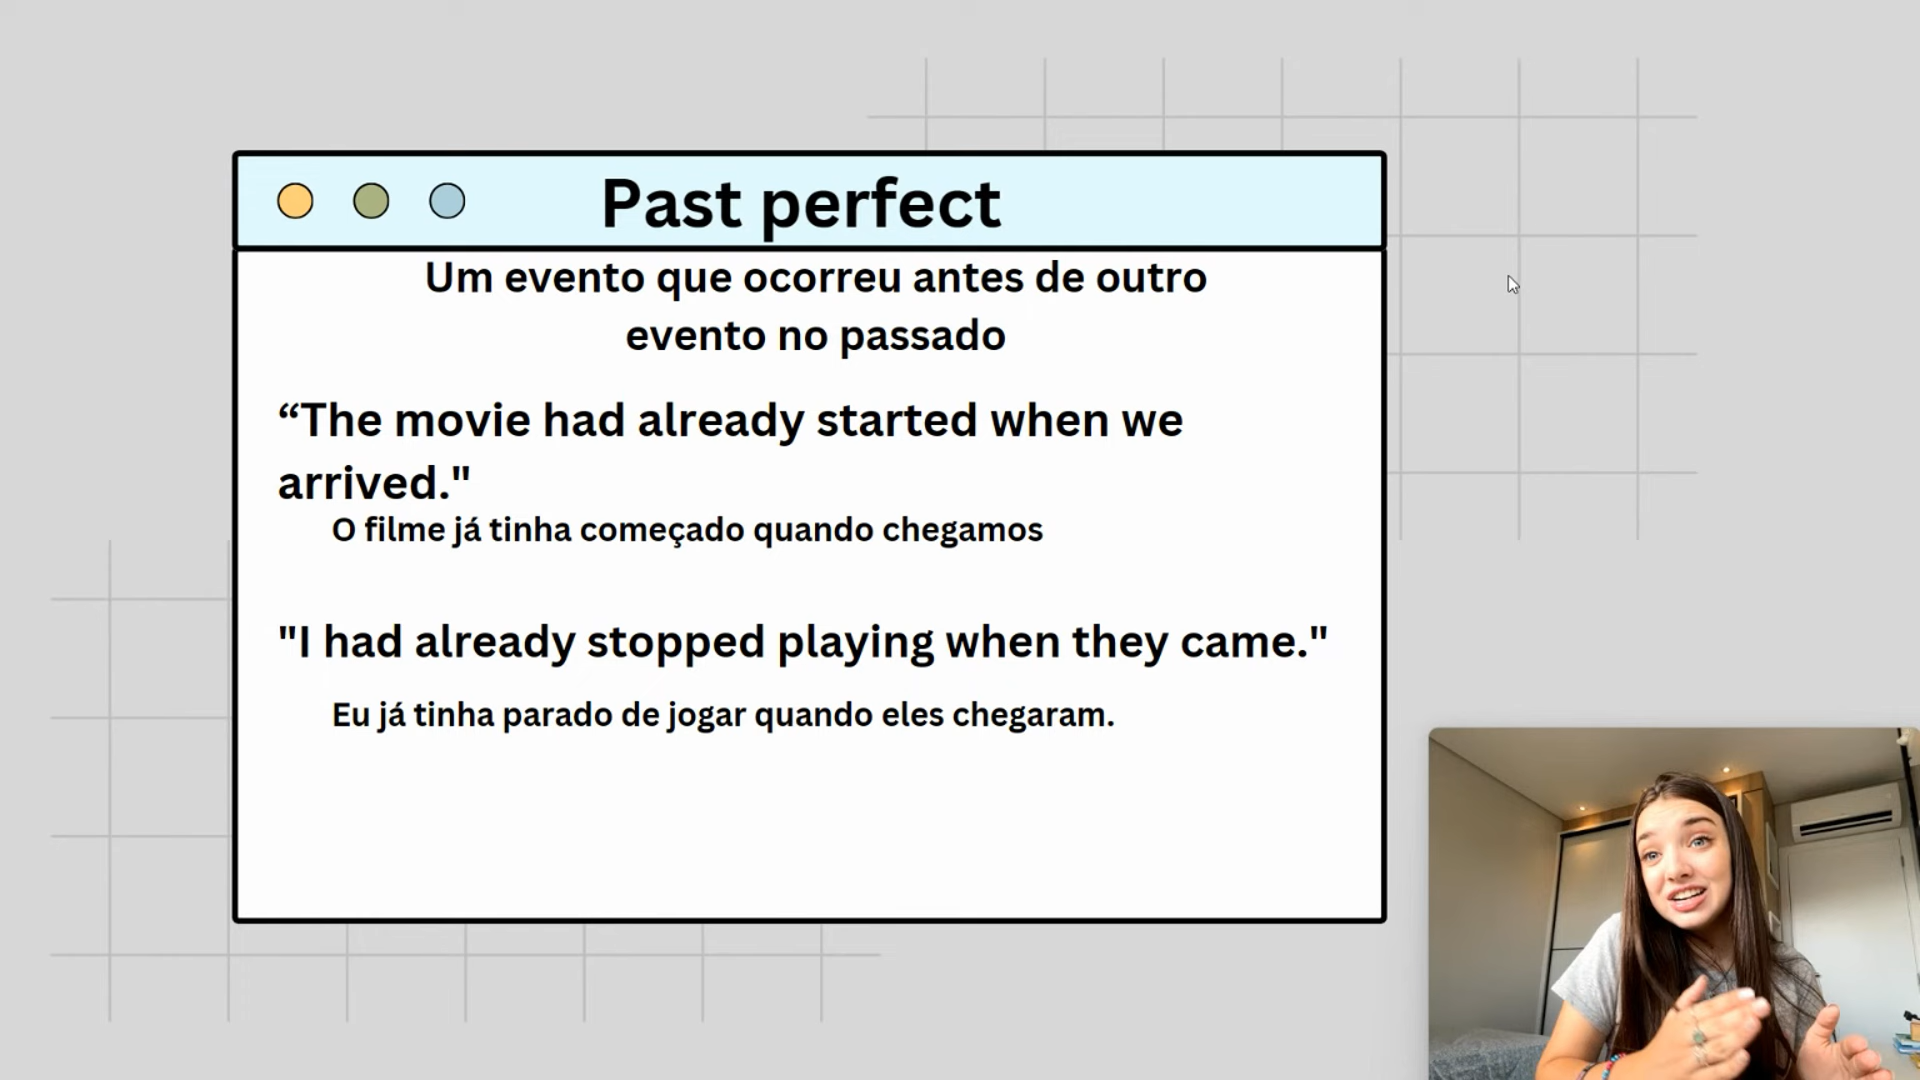 Past perfect
Um evento que ocorreu antes de outro
evento no passado
“The movie had already started when we
arrived."
O filme já tinha começado quando chegamos
"I had already stopped playing when they came."
Eu já tinha parado de jogar quando eles chegaram.